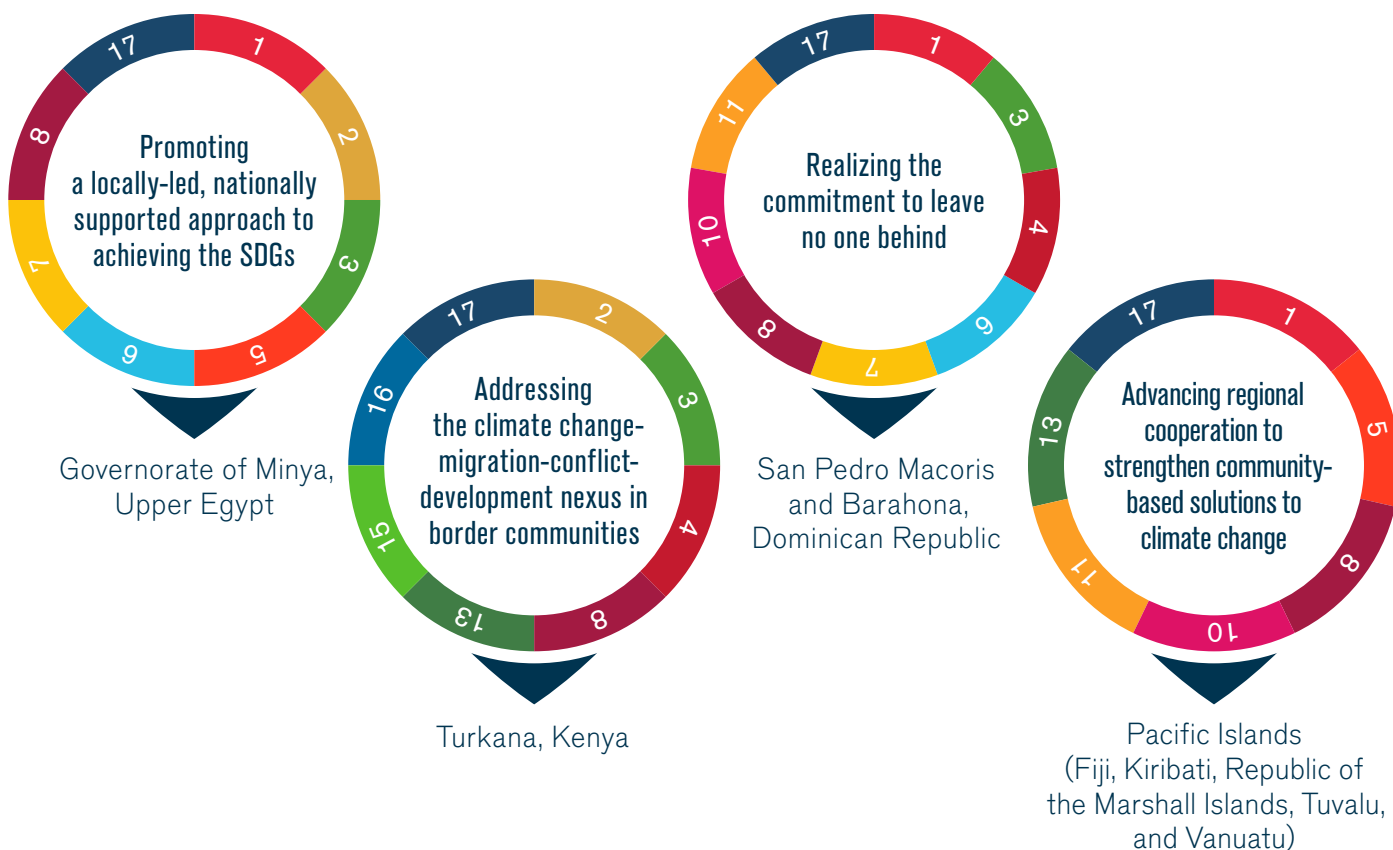 17
1
2
3
5
6
7
8
Promoting
a locally-led, nationally
supported approach to
achieving the SDGs
Governorate of Minya,
Upper Egypt
17
2
3
4
8
13
15
16
Addressing
the climate change-
migration-conflict-
development nexus in
border communities
Turkana, Kenya
17
1
3
4
6
7
8
10
11
Realizing the
commitment to leave
no one behind
San Pedro Macoris
and Barahona,
Dominican Republic
17
1
5
8
10
11
13
Advancing regional
cooperation to
strengthen community-
based solutions to
climate change
Pacific Islands
(Fiji, Kiribati, Republic of
the Marshall Islands, Tuvalu,
and Vanuatu)